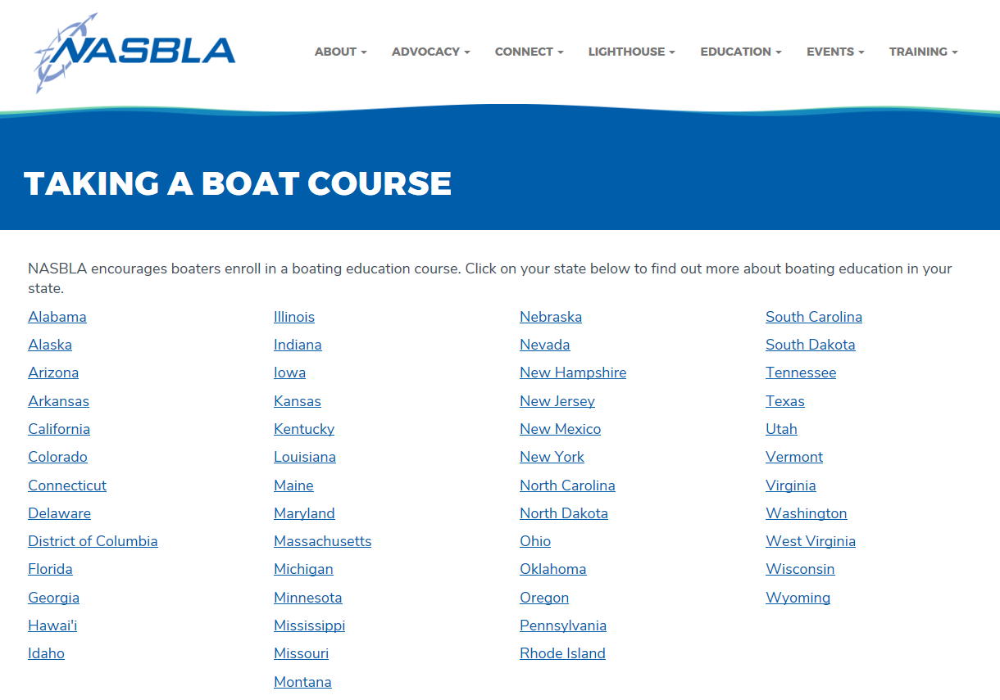 NASBLA
ABOUT
ADVOCACY
CONNECT
LIGHTHOUSE
EDUCATION
EVENTS
TRAINING
TAKING A BOAT COURSE
NASBLA encourages boaters enroll in a boating education course. Click on your state below to find out more about boating education in your
state.
Alabama
Alaska
Arizona
Arkansas
California
Colorado
Connecticut
Delaware
District of Columbia
Florida
Georgia
Hawai'i
Idaho
Illinois
Indiana
Iowa
Kansas
Kentucky
Louisiana
Maine
Maryland
Massachusetts
Michigan
Minnesota
Mississippi
Missouri
Montana
Nebraska
Nevada
New Hampshire
New Jersey
New Mexico
New York
North Carolina
North Dakota
Ohio
Oklahoma
Oregon
Pennsylvania
Rhode Island
South Carolina
South Dakota
Tennessee
Texas
Utah
Vermont
Virginia
Washington
West Virginia
Wisconsin
Wyoming